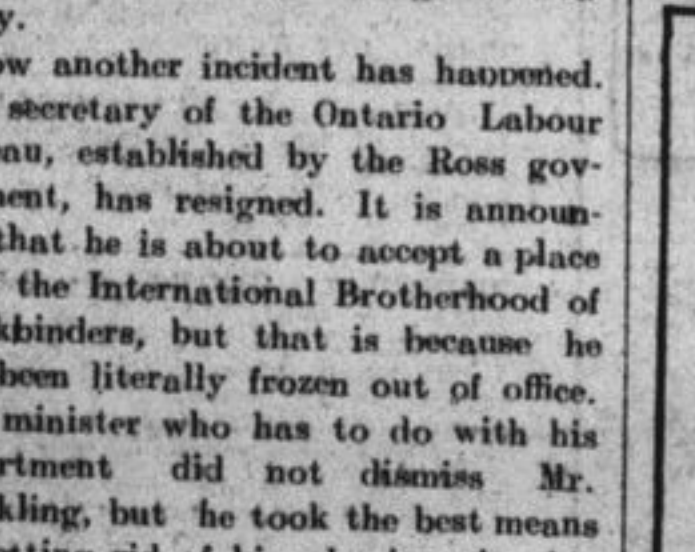 y.
ow another incident has happened.
secretary of the Ontario Labour
eau, established by the Ross gov-
ment, has resigned. It is announ-
that he is about to accept a place
the International Brotherhood of
kbinders, but that is because he
been literally frozen out of office.
minister who has to do with his
rtment did not dismiss Mr.
kling, but he took the best means